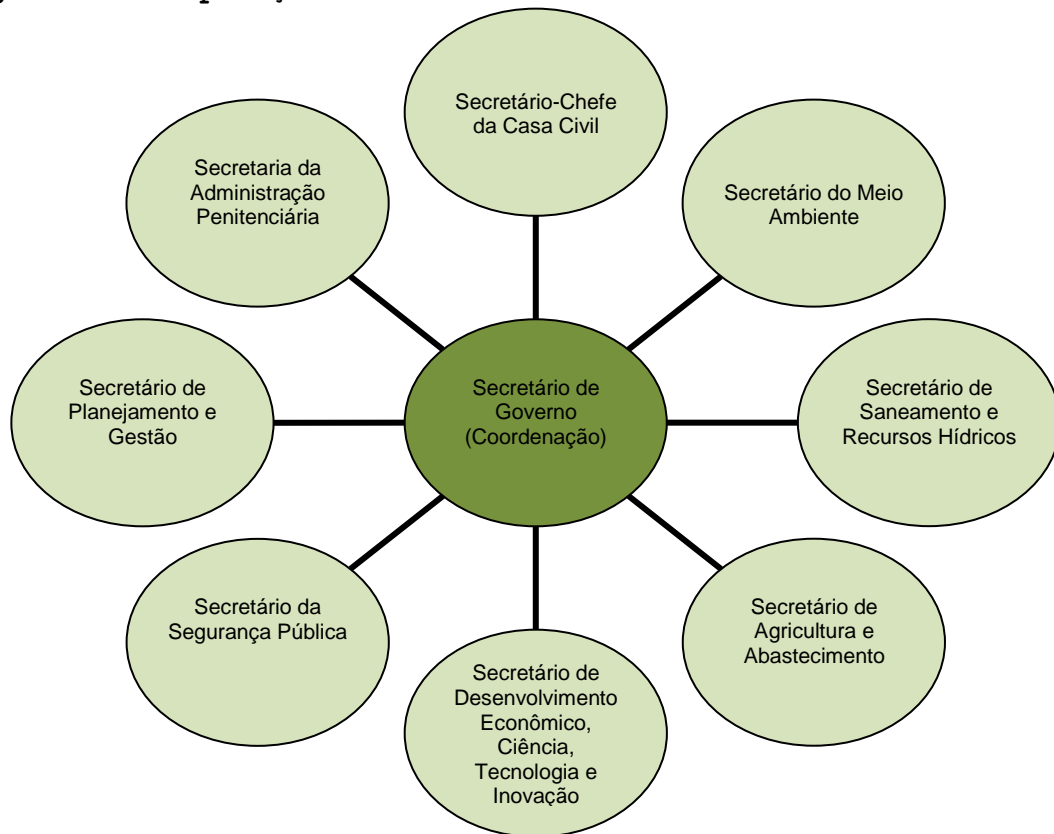 Secretário-Chefe
da Casa Civil
Secretaria da
Administração
Penitenciária
Secretário do Meio
Ambiente
Secretário de
Planejamento e
Gestão
Secretário de
Governo
(Coordenação)
Secretário de
Saneamento e
Recursos Hídricos
Secretário da
Segurança Pública
Secretário de
Agricultura e
Abastecimento
Secretário de
Desenvolvimento
Econômico,
Ciência,
Tecnologia e
Inovação